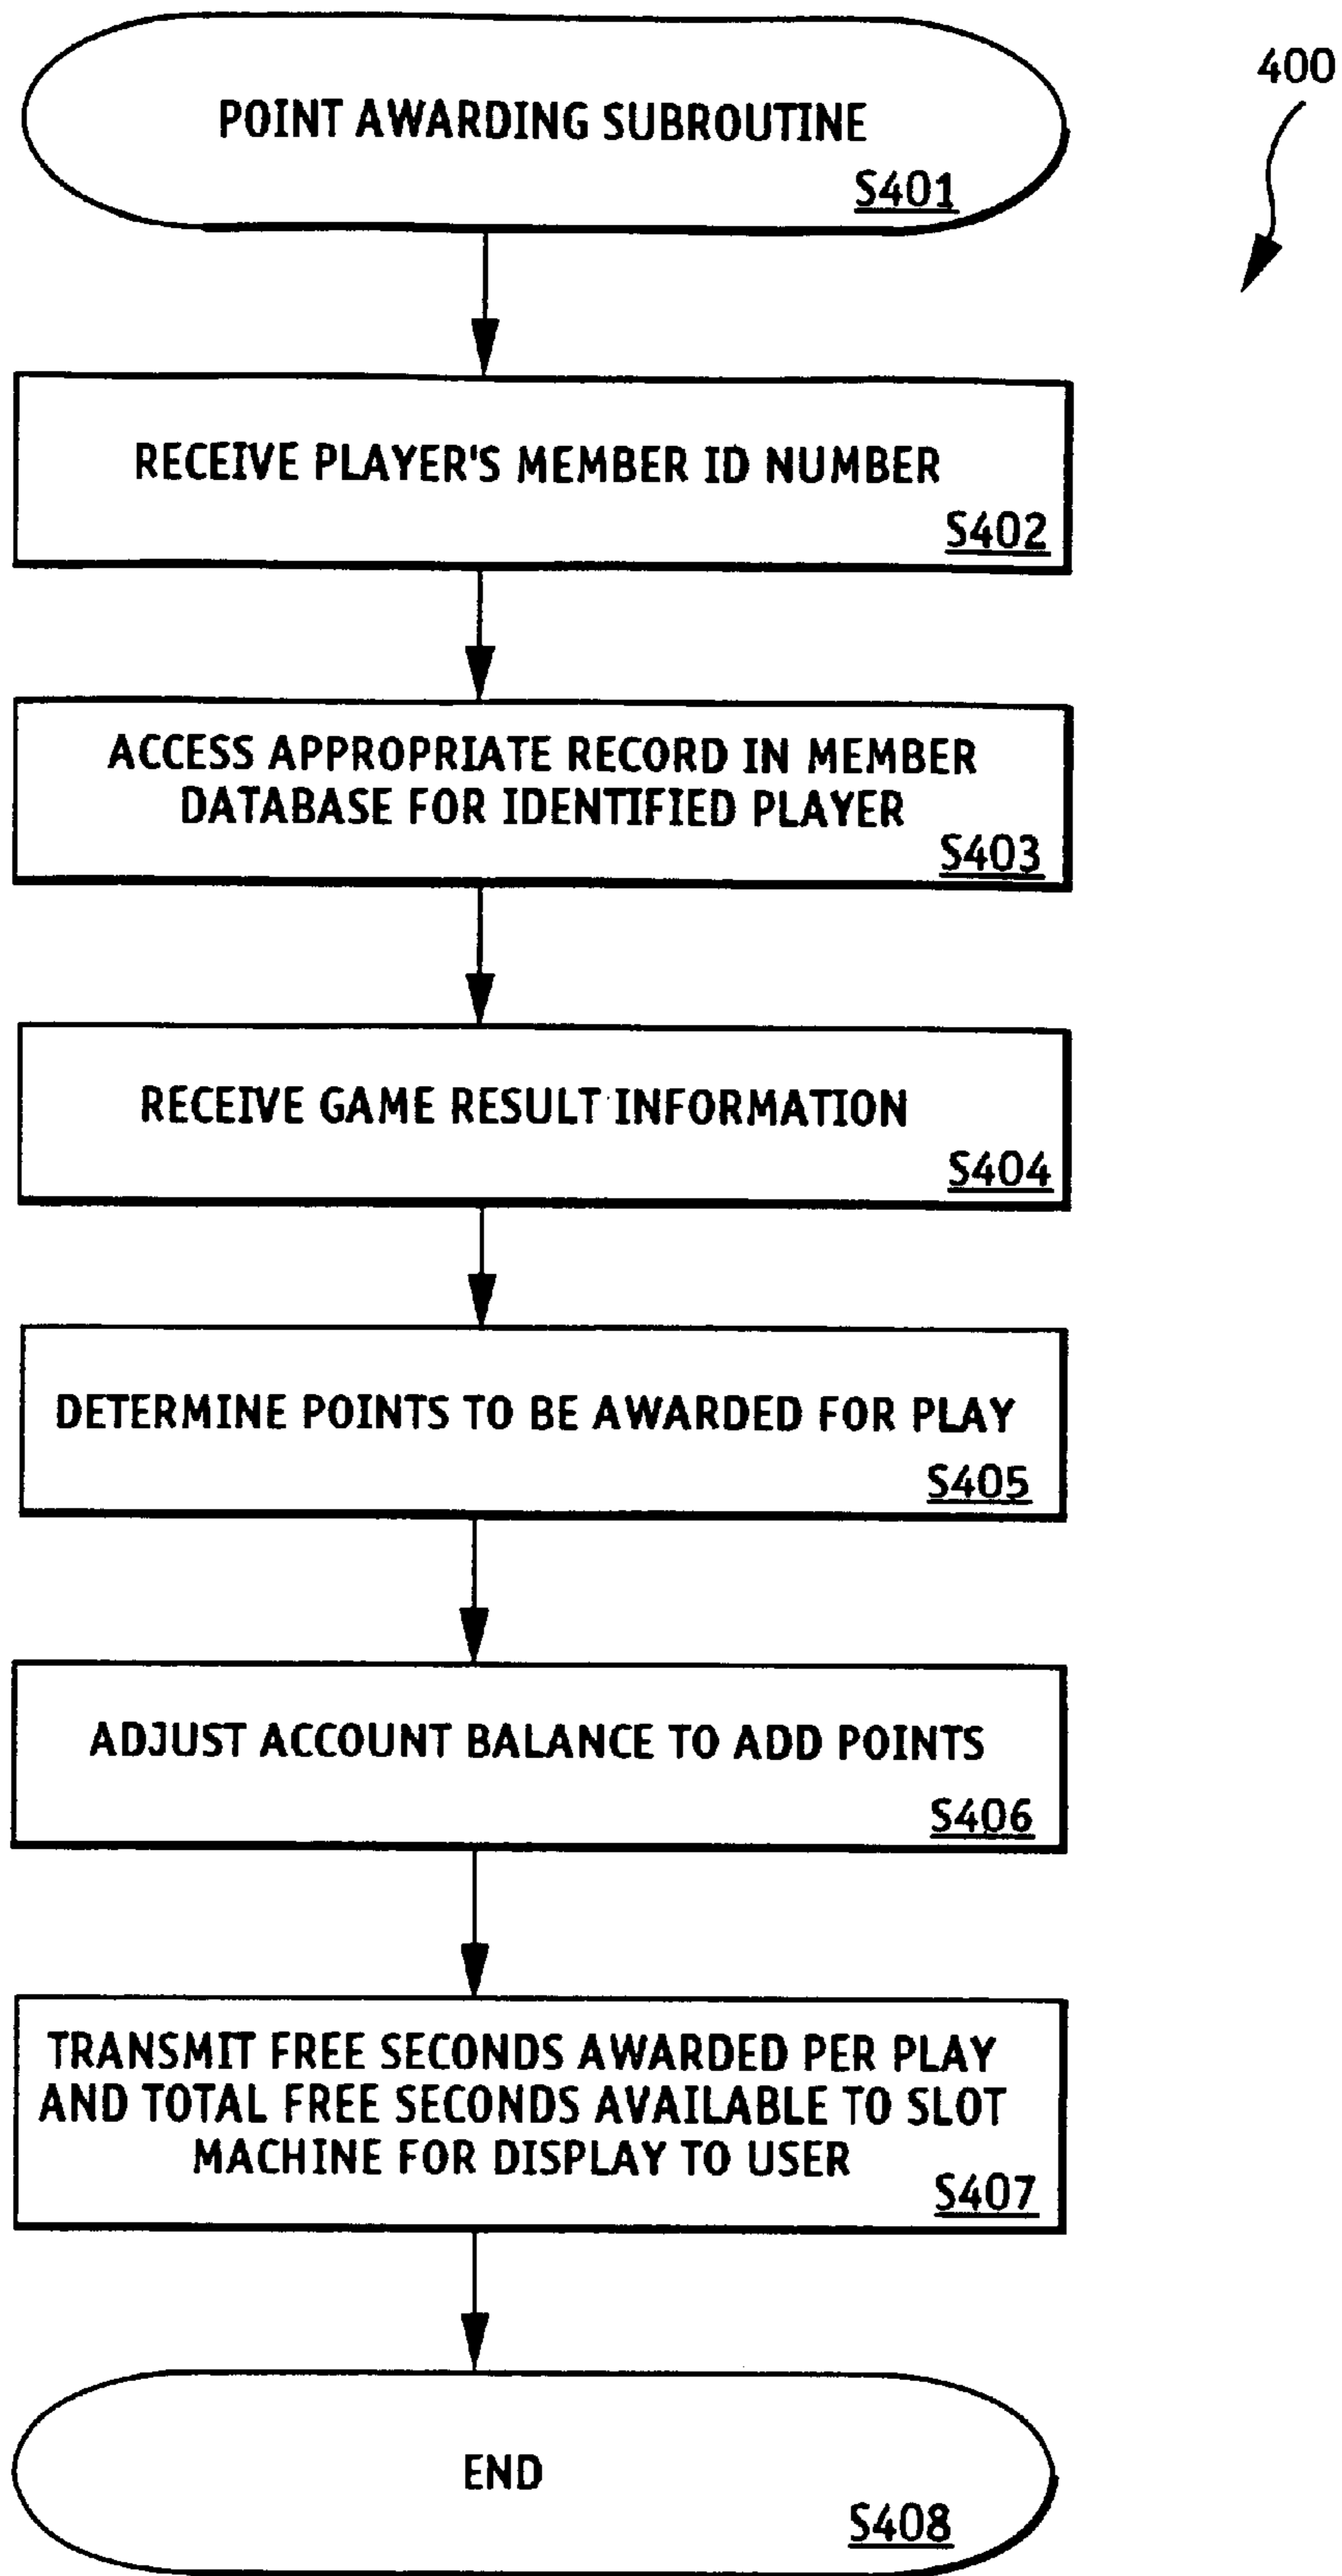 400
POINT AWARDING SUBROUTINE
S401
RECEIVE PLAYER'S MEMBER ID NUMBER
S402
ACCESS APPROPRIATE RECORD IN MEMBER
DATABASE FOR IDENTIFIED PLAYER
S403
RECEIVE GAME RESULT INFORMATION
S404
DETERMINE POINTS TO BE AWARDED FOR PLAY
S405
ADJUST ACCOUNT BALANCE TO ADD POINTS
S406
TRANSMIT FREE SECONDS AWARDED PER PLAY
AND TOTAL FREE SECONDS AVAILABLE TO SLOT
MACHINE FOR DISPLAY TO USER
S407
END
S408